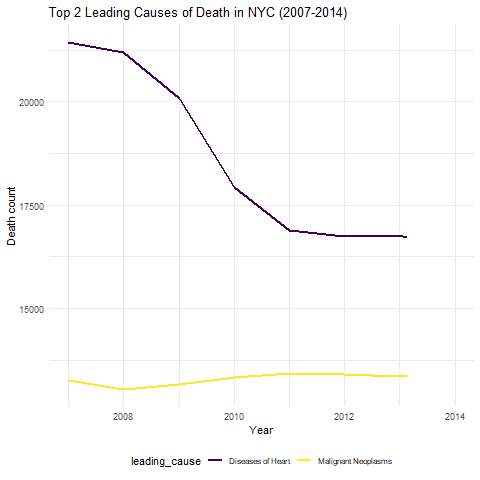 Top 2 Leading Causes of Death in NYC (2007-2014)
20000
17500
15000
Death count
2008 2010 2012 2014
Year
leading_cause Diseases of Heart Malignant Neoplasms